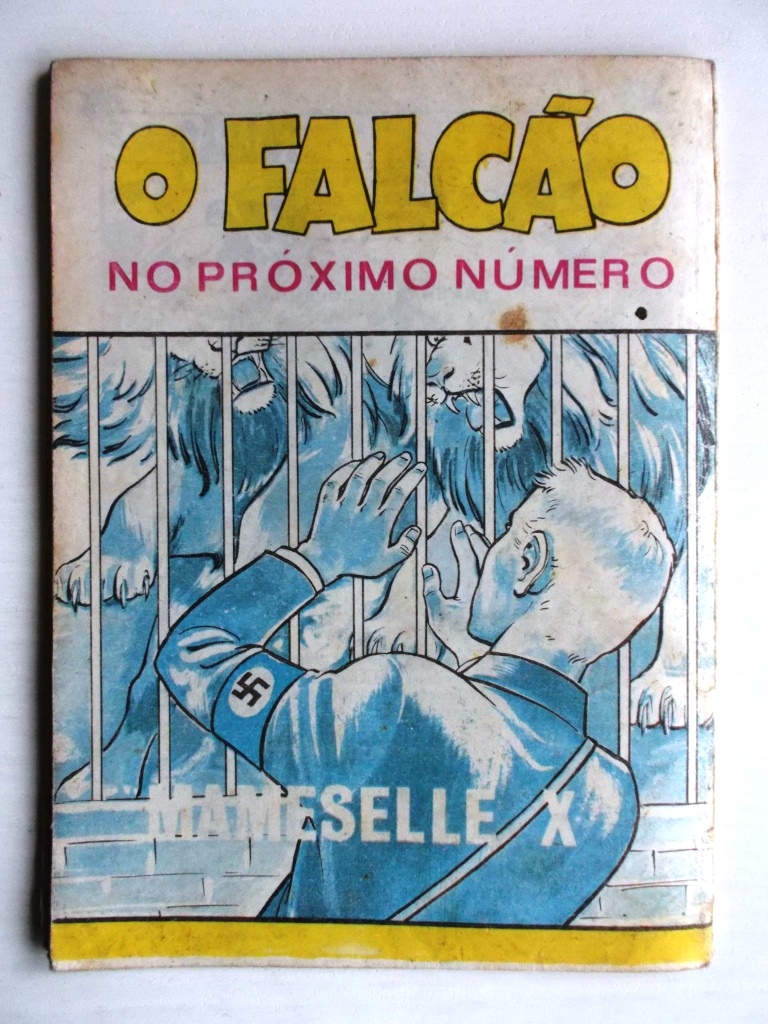 O FALCÃO
NO PRÓXIMO NÚMERO
MAMESELLE X